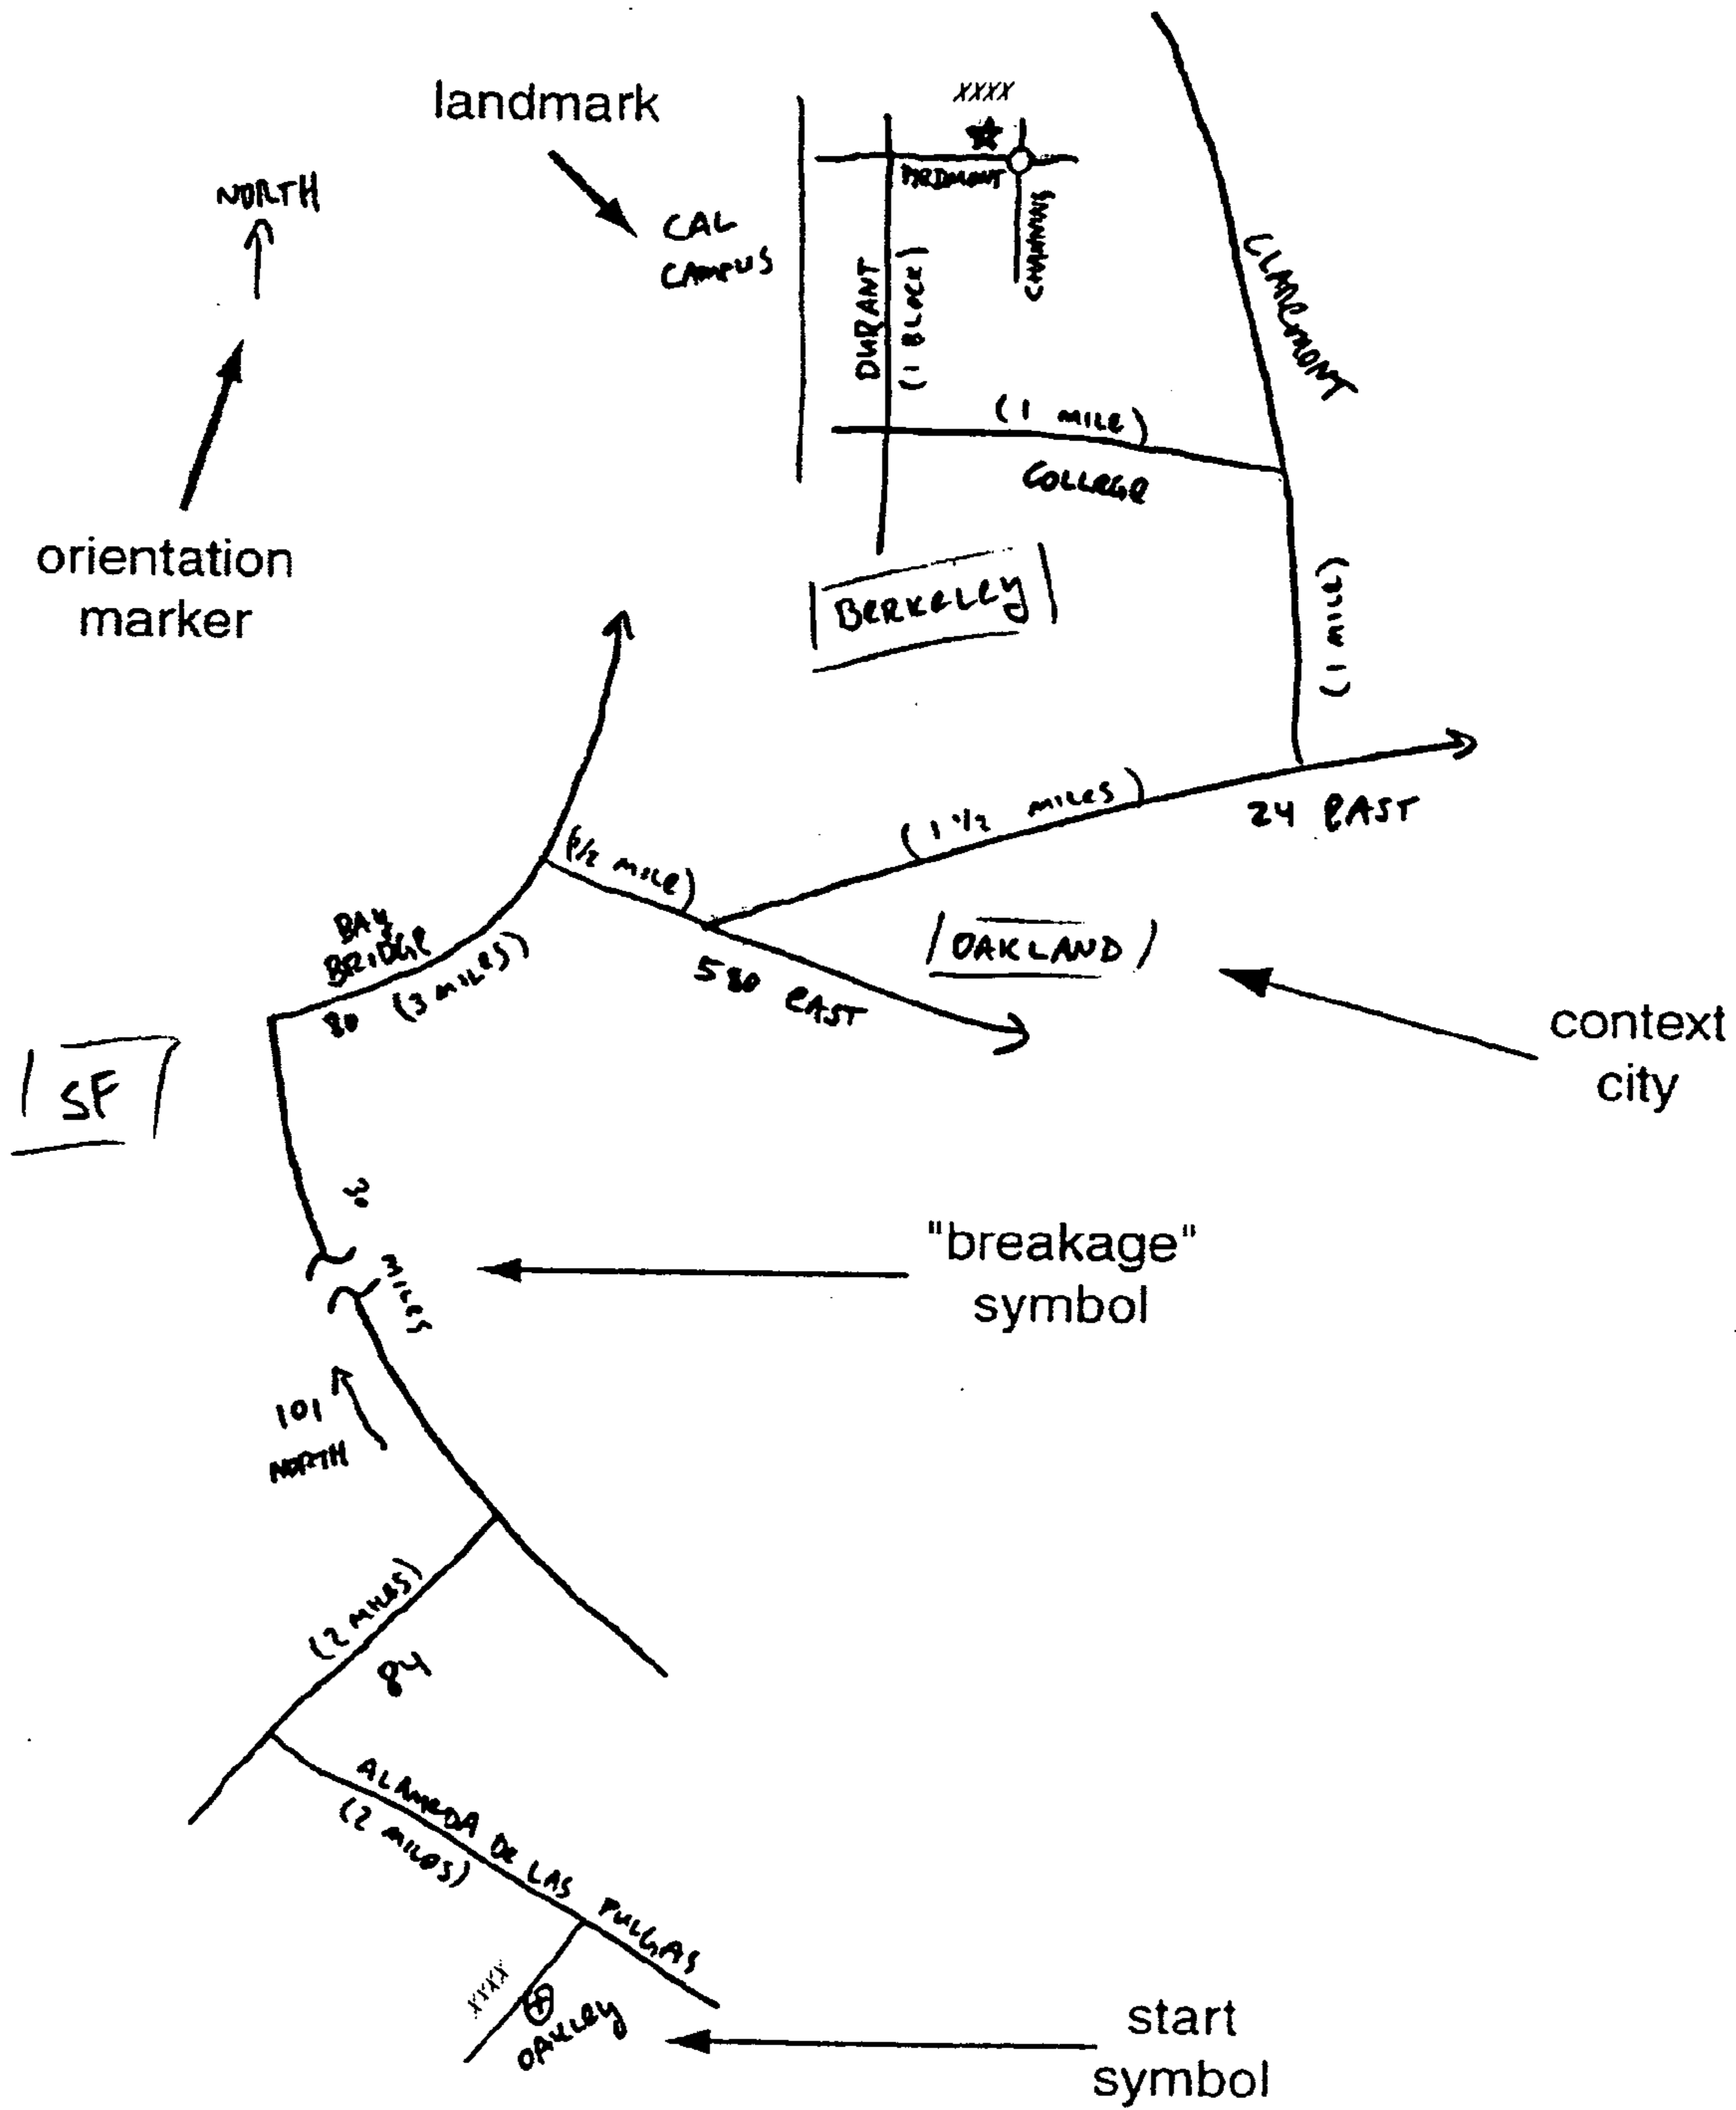 landmark
xxxx
NORTH
CAL
CAMPUS
PIEDMONT
CHANNING
DURANT
(1 BLOCK)
CLAREMONT
(1 MILE)
COLLEGE
orientation
marker
BERKELEY
(1 MILE)
(1 1/2 MILES)
24 EAST
(1/2 MILE)
BAY
BRIDGE
80 (3 MILES)
OAKLAND
580 EAST
context
city
SF
MILES
"breakage"
symbol
101
NORTH
(2 MILES)
84
ALAMEDA DE LAS PULGAS
(2 MILES)
xxxx
OAKLEY
start
symbol